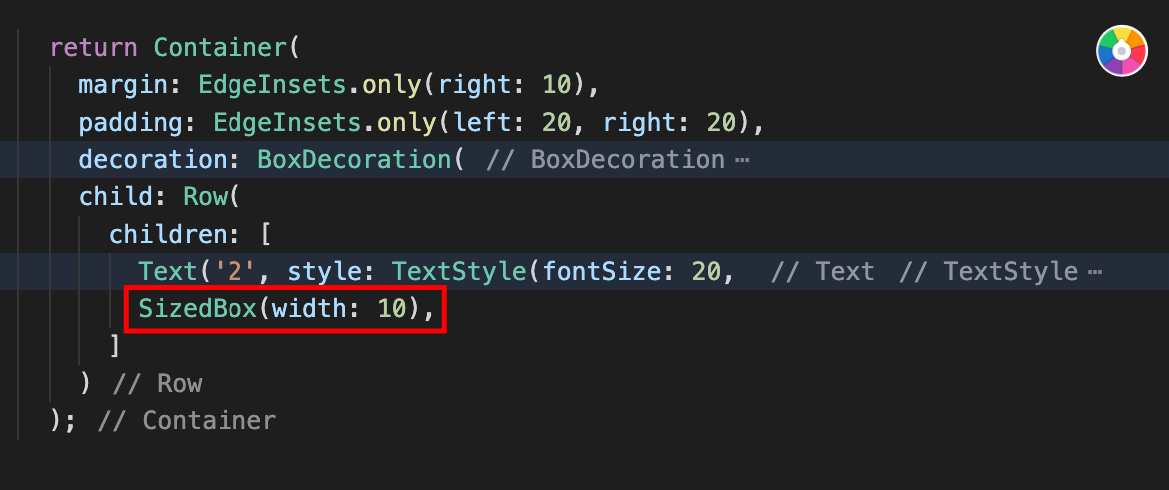 return Container(
margin: EdgeInsets.only(right: 10),
padding: EdgeInsets.only(left: 20, right: 20),
decoration: BoxDecoration( // BoxDecoration ⋯
child: Row(
children: [
Text('2', style: TextStyle(fontSize: 20, // Text // TextStyle ⋯
SizedBox(width: 10),
]
) // Row
); // Container